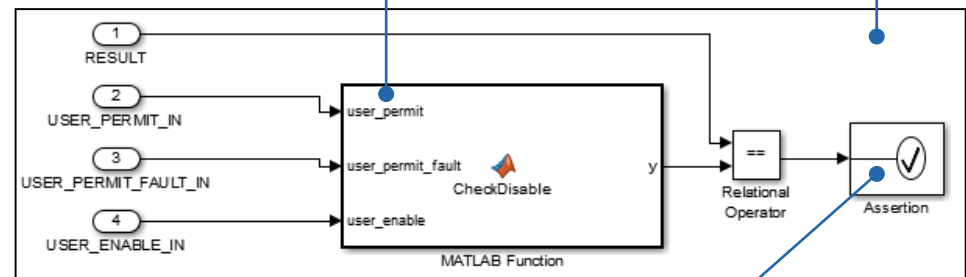 1
RESULT
2
USER_PERMIT_IN
3
USER_PERMIT_FAULT_IN
4
USER_ENABLE_IN
user_permit
user_permit_fault
y
CheckDisable
user_enable
MATLAB Function
==
Relational
Operator
Assertion